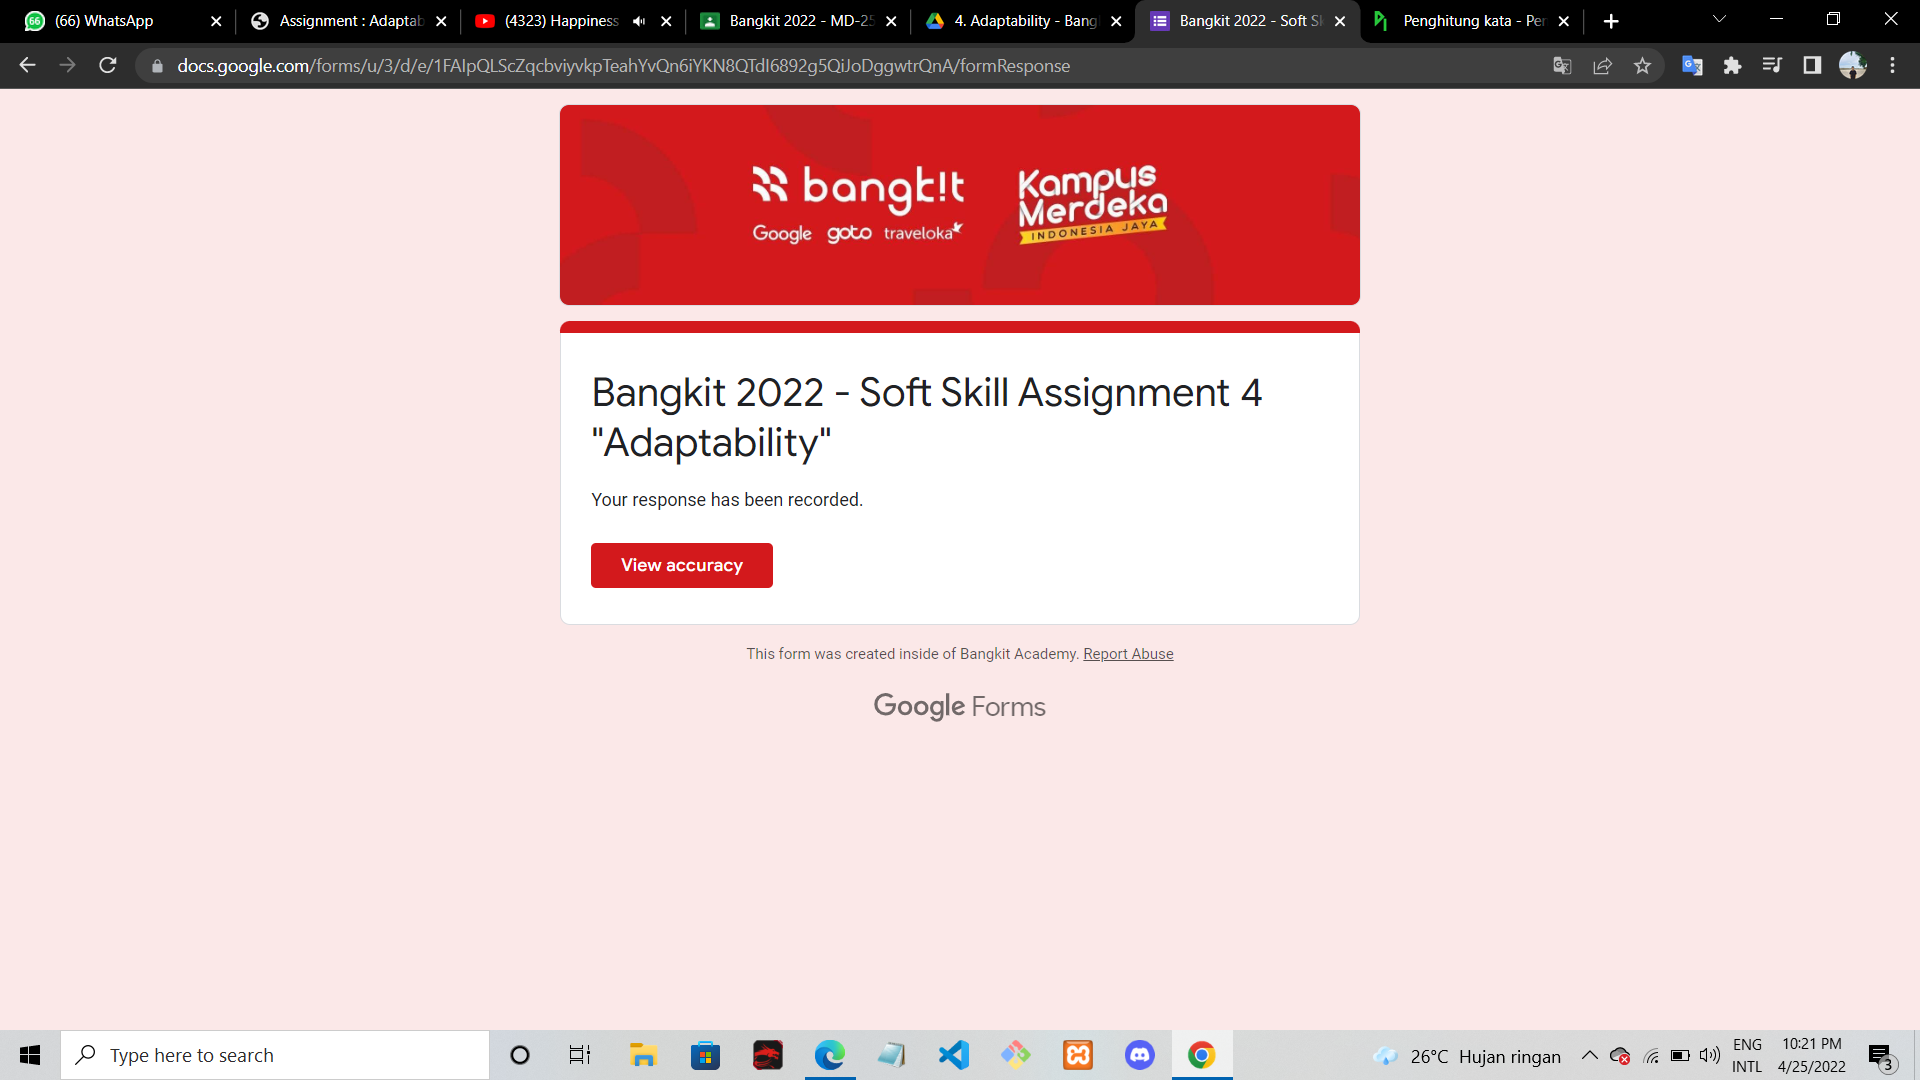 (66) WhatsApp
Assignment : Adaptab
(4323) Happiness
Bangkit 2022 - MD-25
4. Adaptability - Bangl
Bangkit 2022 - Soft Sk
Penghitung kata - Per
docs.google.com/forms/u/3/d/e/1FAIpQLScZqcbviyvkpTeahYvQn6iYKN8QTdI6892g5QiJoDggwtrQnA/formResponse
bangk!t
Google goto traveloka
Kampus
Merdeka
INDONESIA JAYA
Bangkit 2022 - Soft Skill Assignment 4
"Adaptability"
Your response has been recorded.
View accuracy
This form was created inside of Bangkit Academy. Report Abuse
Google Forms
Type here to search
26°C Hujan ringan
ENG
INTL
10:21 PM
4/25/2022
3